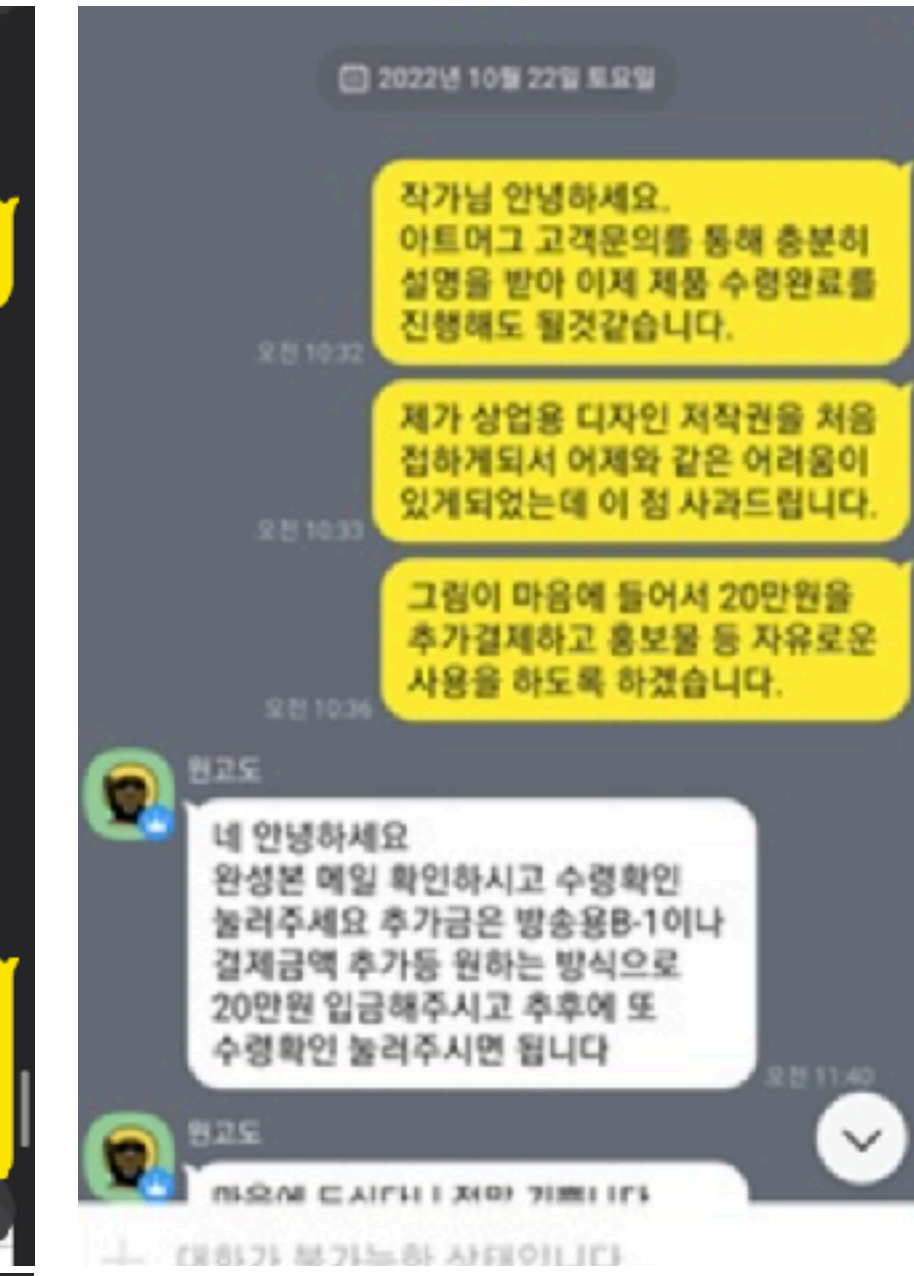 2022년 10월 22일 토요일
작가님 안녕하세요.
아트머그 고객문의를 통해 충분히
설명을 받아 이제 제품 수령완료를
진행해도 될것같습니다.
오전 10:32
제가 상업용 디자인 저작권을 처음
접하게되서 어제와 같은 어려움이
있게되었는데 이 점 사과드립니다.
오전 10:33
그림이 마음에 들어서 20만원을
추가결제하고 홍보물 등 자유로운
사용을 하도록 하겠습니다.
오전 10:36
원고도
네 안녕하세요
완성본 메일 확인하시고 수령확인
눌러주세요 추가금은 방송용B-1이나
결제금액 추가등 원하는 방식으로
20만원 입금해주시고 추후에 또
수령확인 눌러주시면 됩니다
오전 11:40
원고도
마음에 드시다니 정말 기쁩니다
대화가 불가능한 상태입니다